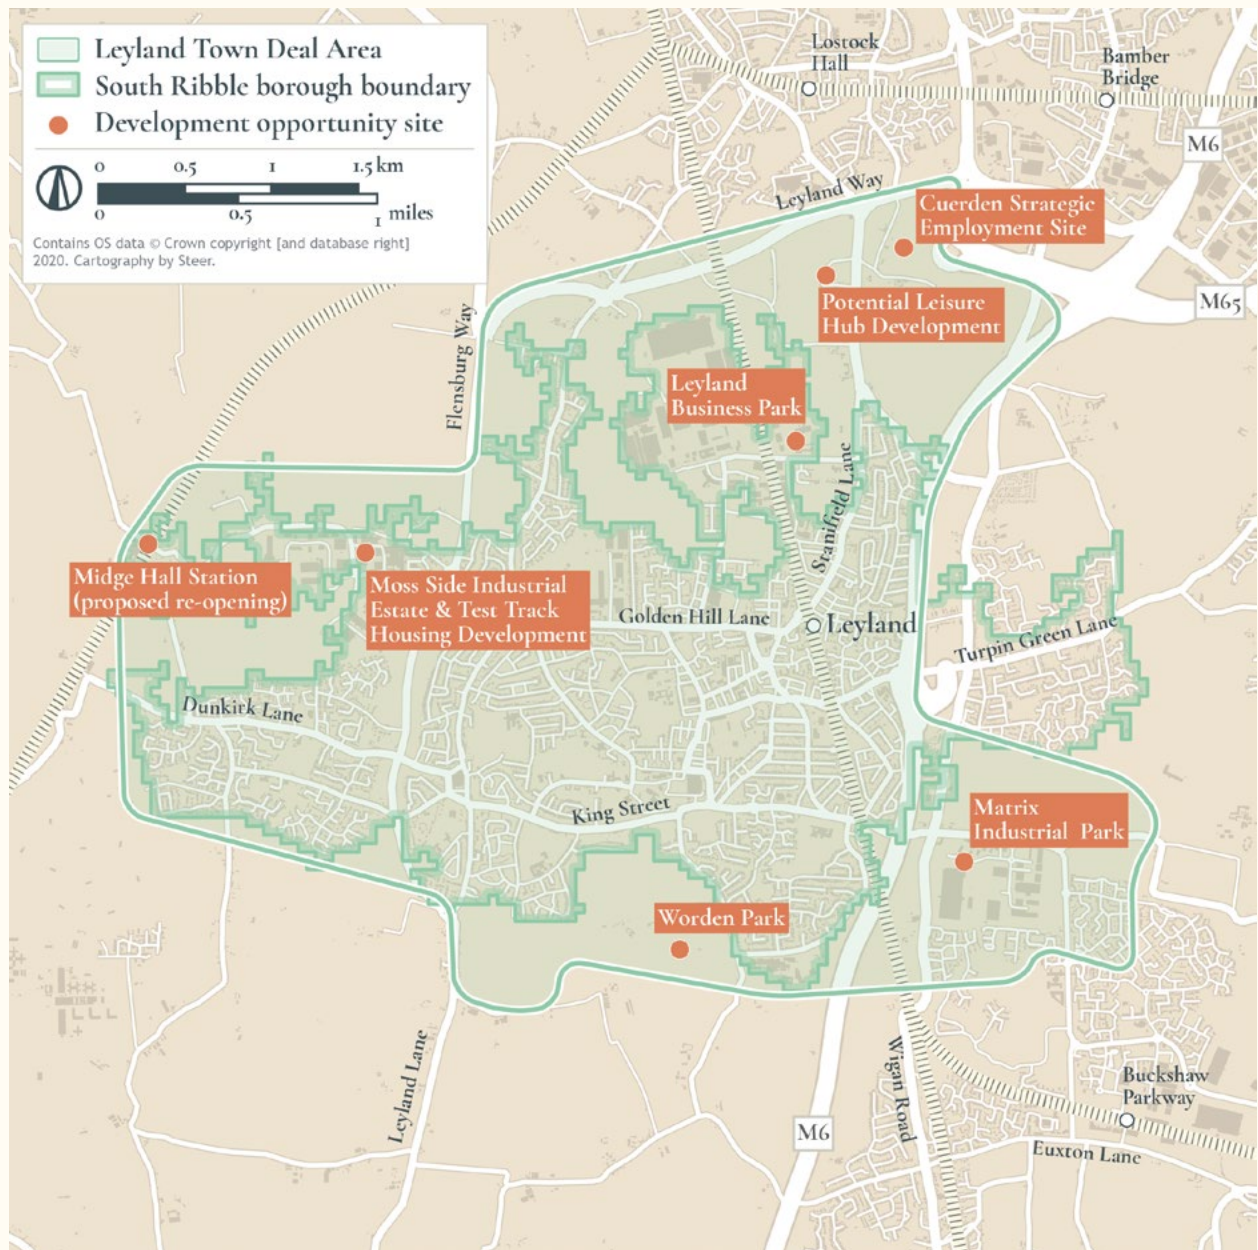 Leyland Town Deal Area
South Ribble borough boundary
Development opportunity site
0 0.5 1 1.5 km
0 0.5 1 miles
Contains OS data © Crown copyright [and database right]
2020. Cartography by Steer.
Lostock
Hall
Bamber
Bridge
M6
Leyland Way
Cuerden Strategic
Employment Site
M65
Potential Leisure
Hub Development
Flensburg Way
Leyland
Business Park
Stanifield Lane
Midge Hall Station
(proposed re-opening)
Moss Side Industrial
Estate & Test Track
Housing Development
Golden Hill Lane
Leyland
Turpin Green Lane
Dunkirk Lane
King Street
Matrix
Industrial Park
Worden Park
Leyland Lane
Wigan Road
Buckshaw
Parkway
M6
Euxton Lane